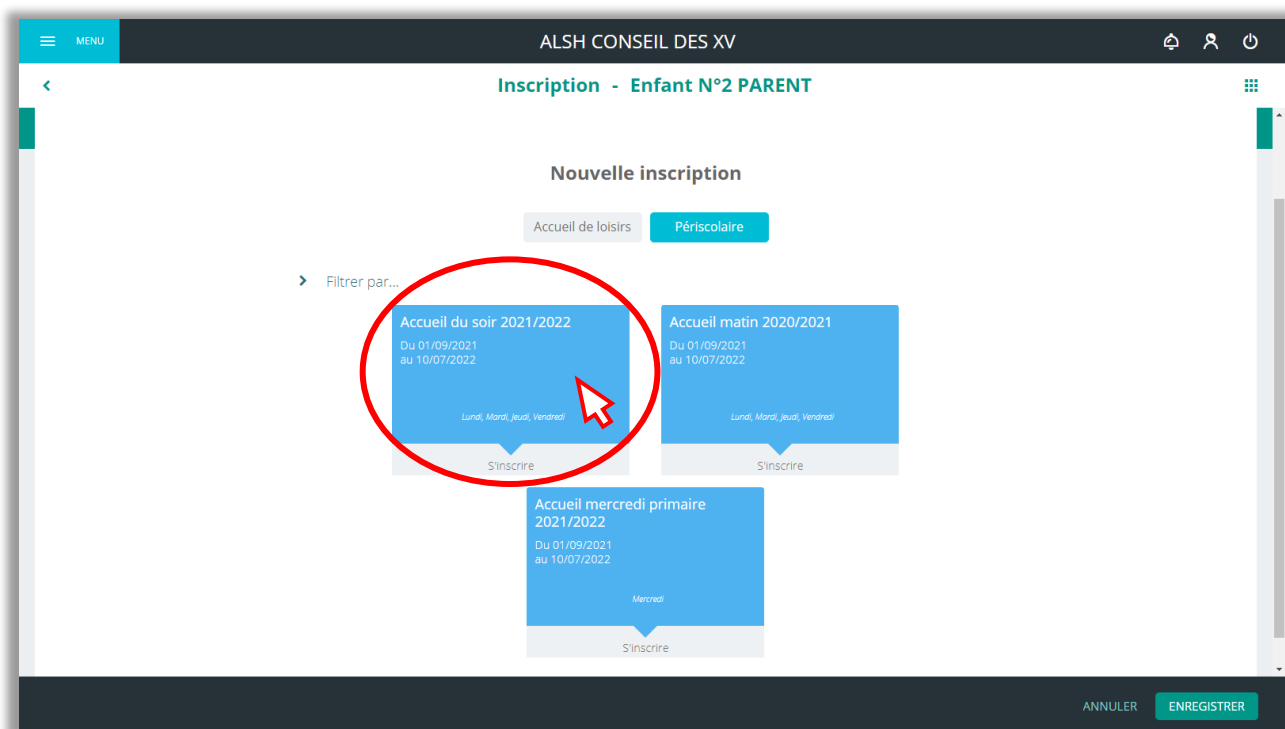 MENU
ALSH CONSEIL DES XV
Inscription - Enfant N°2 PARENT
Nouvelle inscription
Accueil de loisirs
Périscolaire
Filtrer par...
Accueil du soir 2021/2022
Du 01/09/2021
au 10/07/2022
Lundi, Mardi, Jeudi, Vendredi
S'inscrire
Accueil matin 2020/2021
Du 01/09/2021
au 10/07/2022
Lundi, Mardi, Jeudi, Vendredi
S'inscrire
Accueil mercredi primaire
2021/2022
Du 01/09/2021
au 10/07/2022
Mercredi
S'inscrire
ANNULER
ENREGISTRER